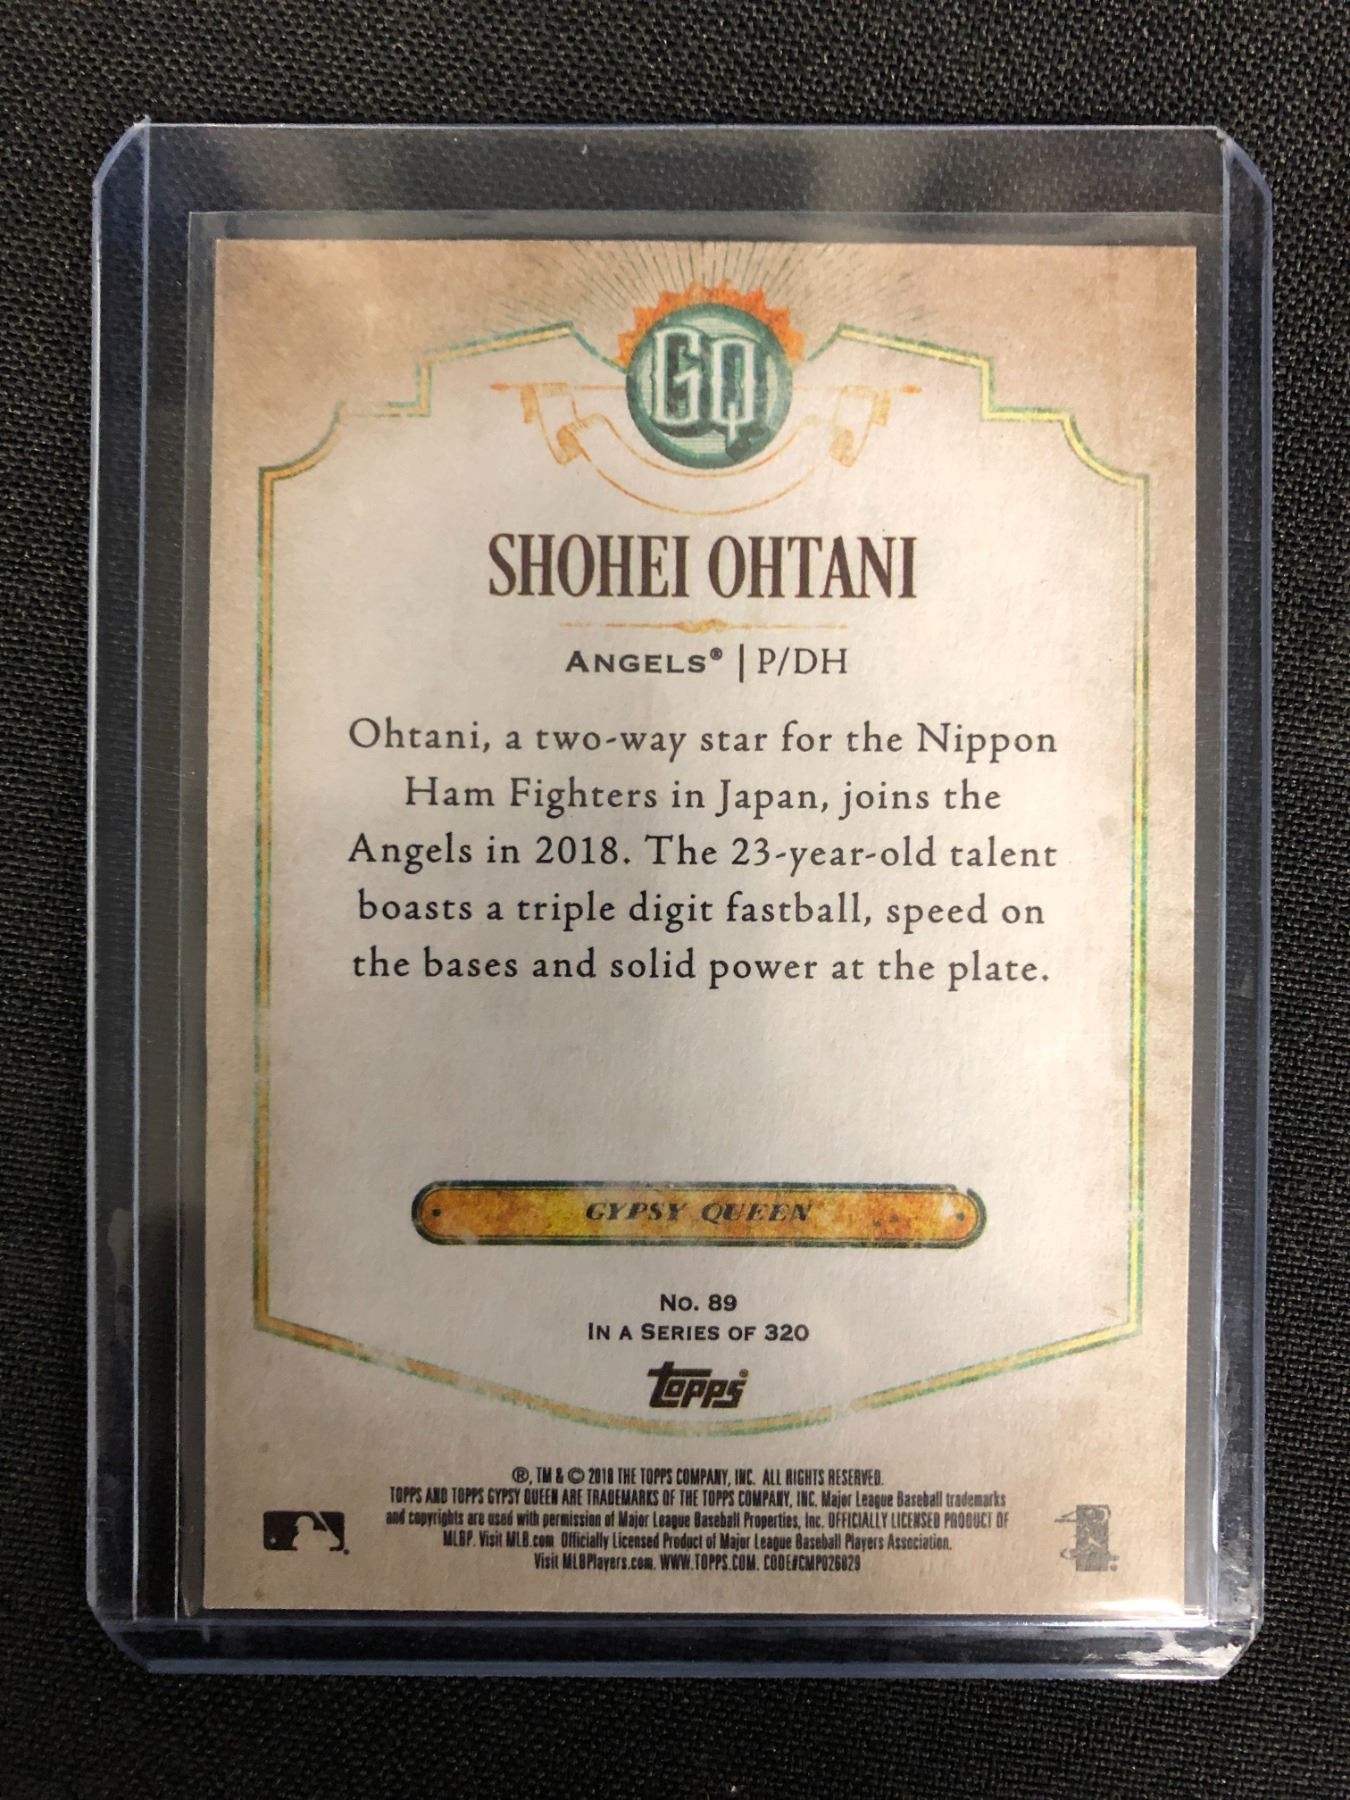 GQ
SHOHEI OHTANI
ANGELS® | P/DH
Ohtani, a two-way star for the Nippon
Ham Fighters in Japan, joins the
Angels in 2018. The 23-year-old talent
boasts a triple digit fastball, speed on
the bases and solid power at the plate.
GYPSY QUEEN
No. 89
IN A SERIES OF 320
topps
®, TM & © 2018 THE TOPPS COMPANY, INC. ALL RIGHTS RESERVED.
TOPPS AND TOPPS GYPSY QUEEN ARE TRADEMARKS OF THE TOPPS COMPANY, INC. Major League Baseball trademarks
and copyrights are used with permission of Major League Baseball Properties, Inc. OFFICIALLY LICENSED PRODUCT OF
MLBP. Visit MLB.com Officially Licensed Product of Major League Baseball Players Association.
Visit MLBPlayers.com. WWW.TOPPS.COM. CODE#CMP026829